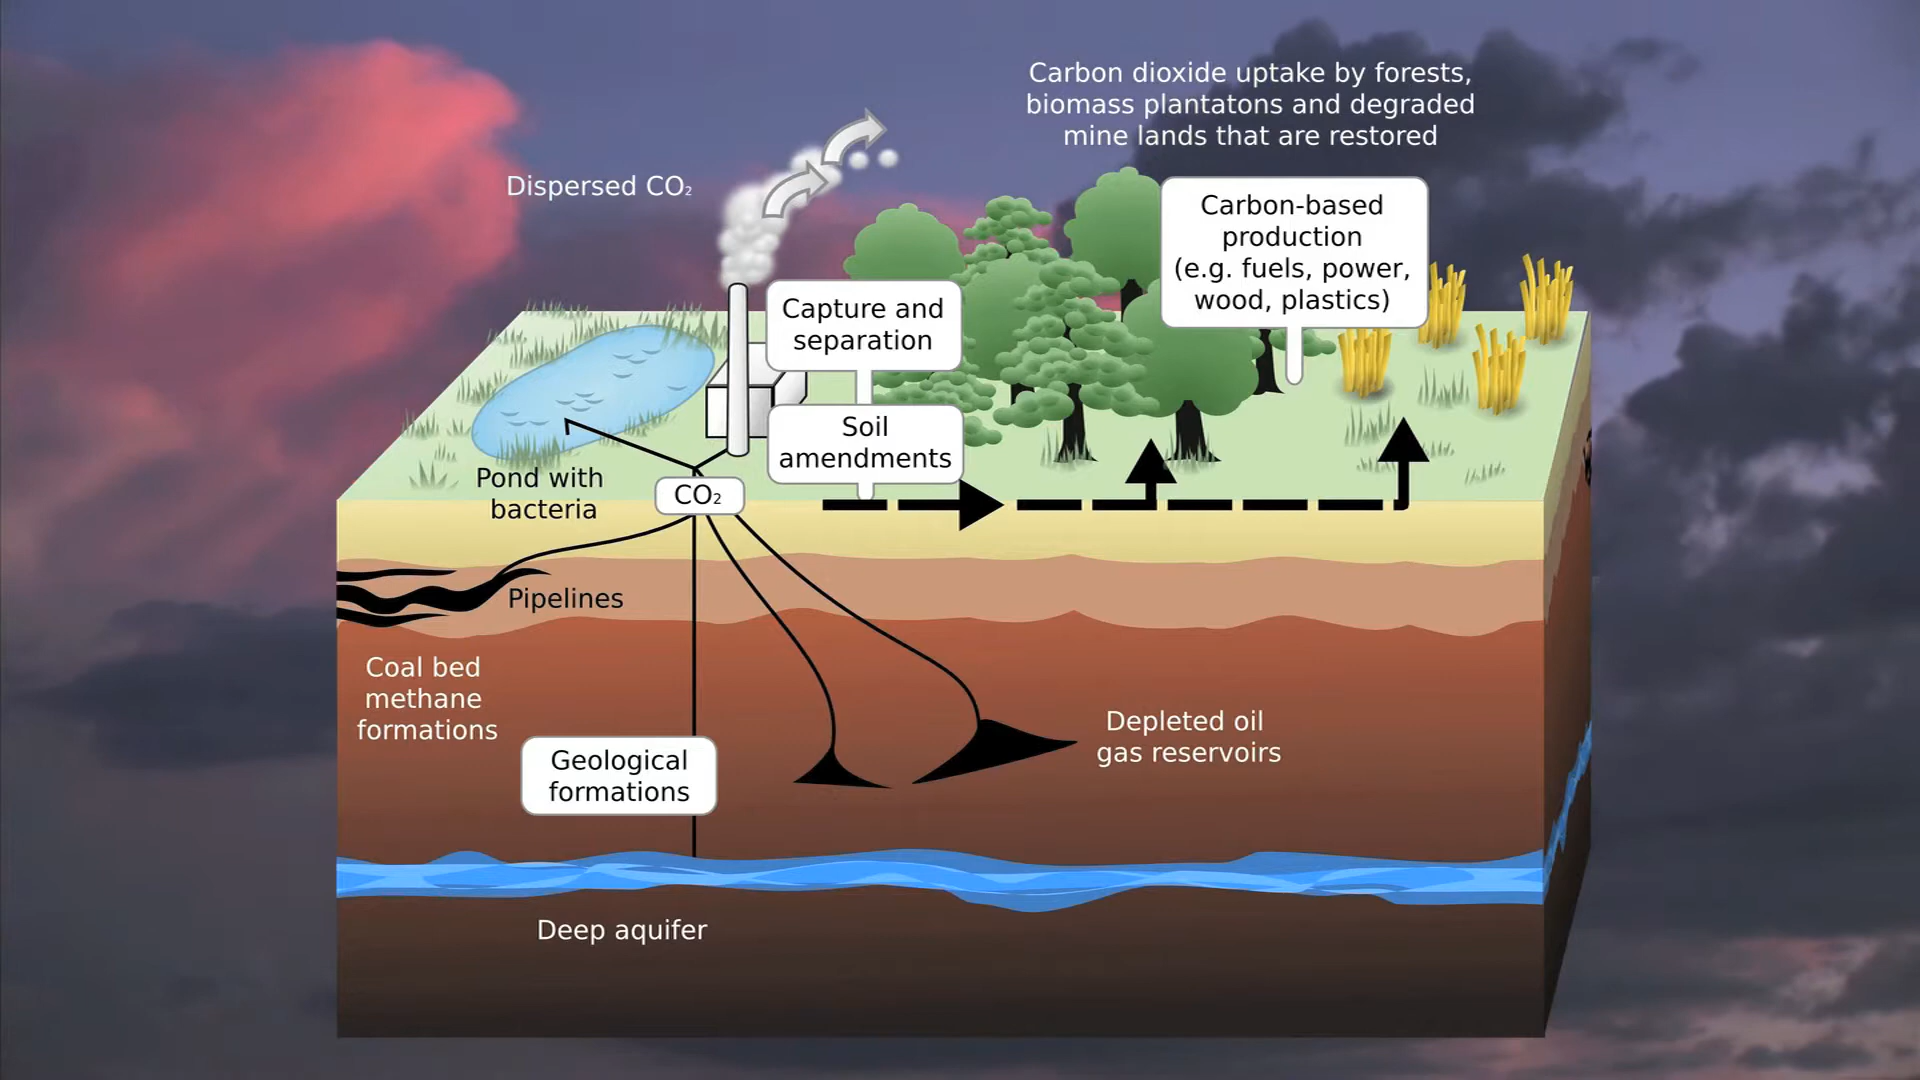 Carbon dioxide uptake by forests,
biomass plantatons and degraded
mine lands that are restored
Dispersed CO₂
Carbon-based
production
(e.g. fuels, power,
wood, plastics)
Capture and
separation
Soil
amendments
Pond with
bacteria
CO₂
Pipelines
Coal bed
methane
formations
Geological
formations
Depleted oil
gas reservoirs
Deep aquifer